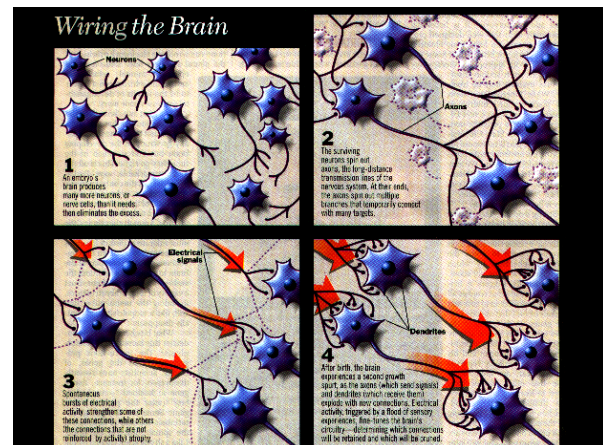 Wiring the Brain
Neurons
1
An embryo's
brain produces
many more neurons, or
nerve cells, than it needs,
then eliminates the excess.
Axons
2
The surviving
neurons spin out
axons, the long-distance
transmission lines of the
nervous system. At their ends,
the axons spin out multiple
branches that temporarily connect
with many targets.
Electrical
signals
3
Spontaneous
bursts of electrical
activity strengthen some of
these connections, while others
(the connections that are not
reinforced by activity) atrophy.
Dendrites
4
After birth, the brain
experiences a second growth
spurt, as the axons (which send signals)
and dendrites (which receive them)
explode with new connections. Electrical
activity, triggered by a flood of sensory
experiences, fine-tunes the brain's
circuitry—determining which connections
will be retained and which will be pruned.